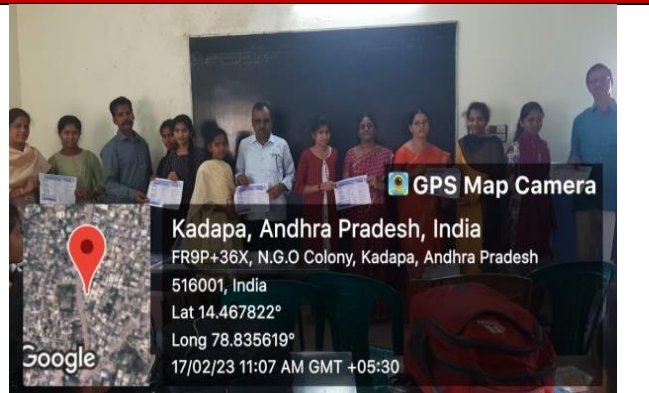 GPS Map Camera
Kadapa, Andhra Pradesh, India
FR9P+36X, N.G.O Colony, Kadapa, Andhra Pradesh
516001, India
Lat 14.467822°
Long 78.835619°
17/02/23 11:07 AM GMT +05:30
Google